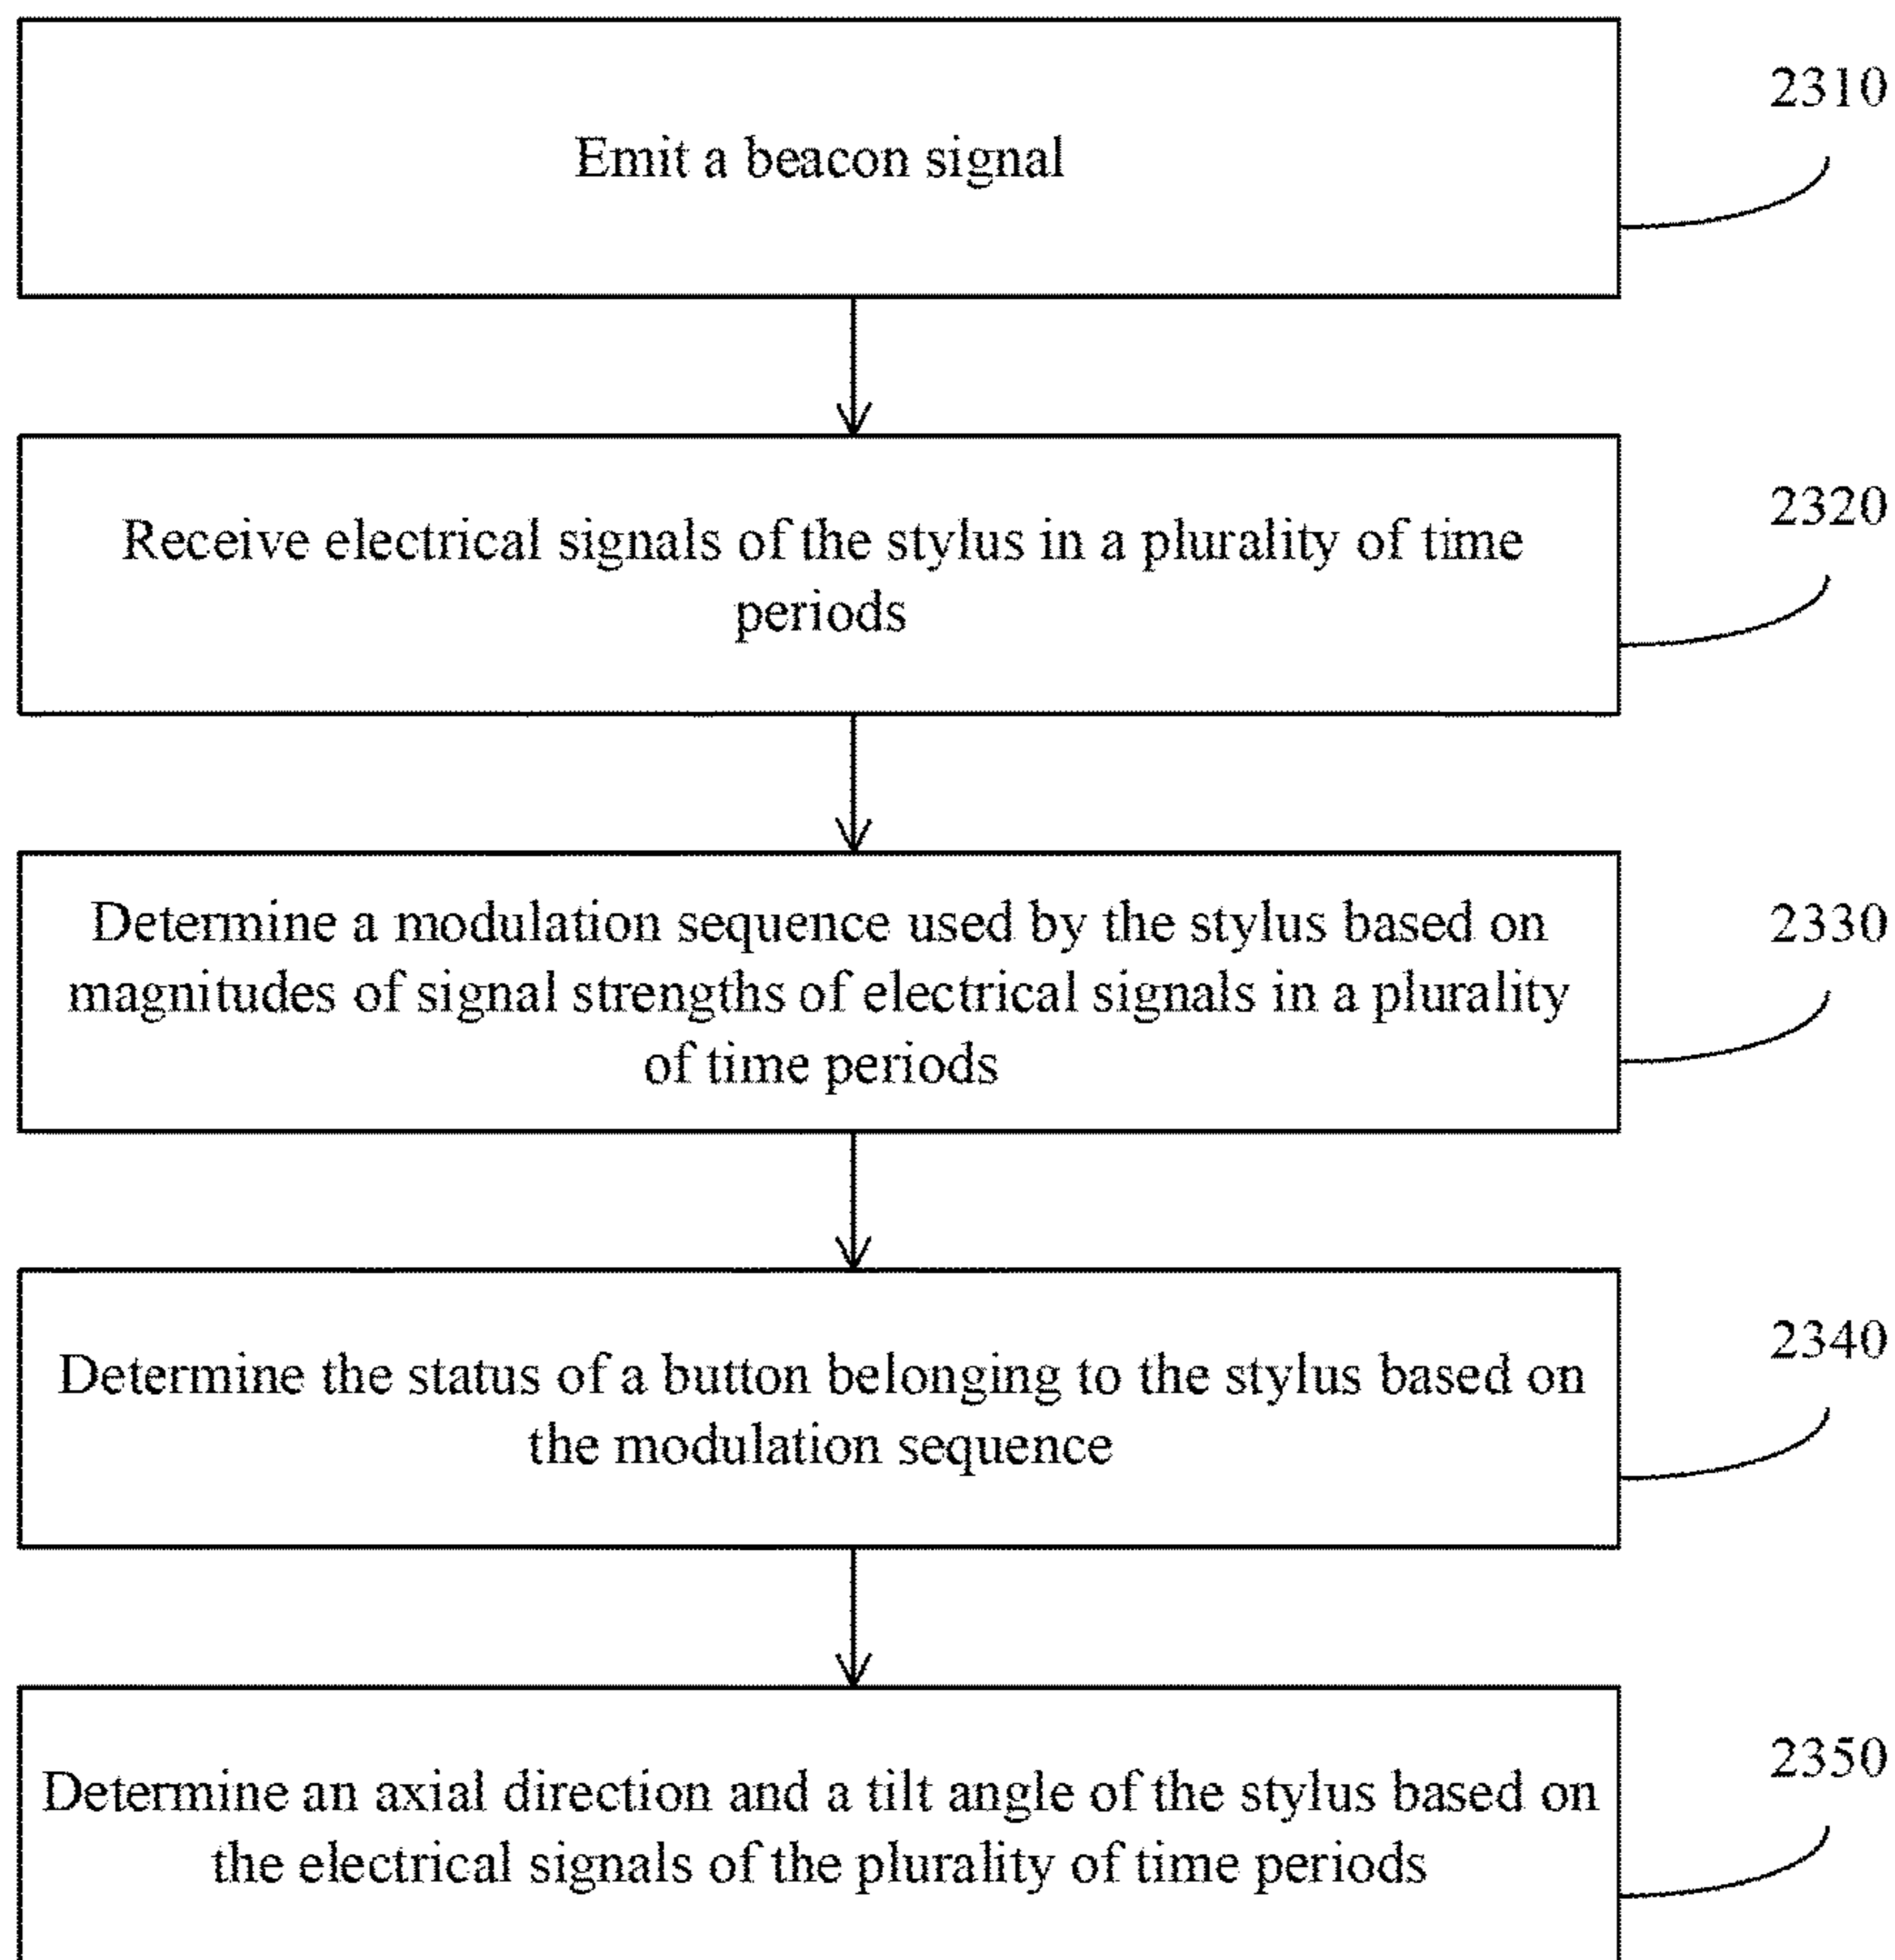 2310
Emit a beacon signal
2320
Receive electrical signals of the stylus in a plurality of time
periods
2330
Determine a modulation sequence used by the stylus based on
magnitudes of signal strengths of electrical signals in a plurality
of time periods
2340
Determine the status of a button belonging to the stylus based on
the modulation sequence
2350
Determine an axial direction and a tilt angle of the stylus based on
the electrical signals of the plurality of time periods